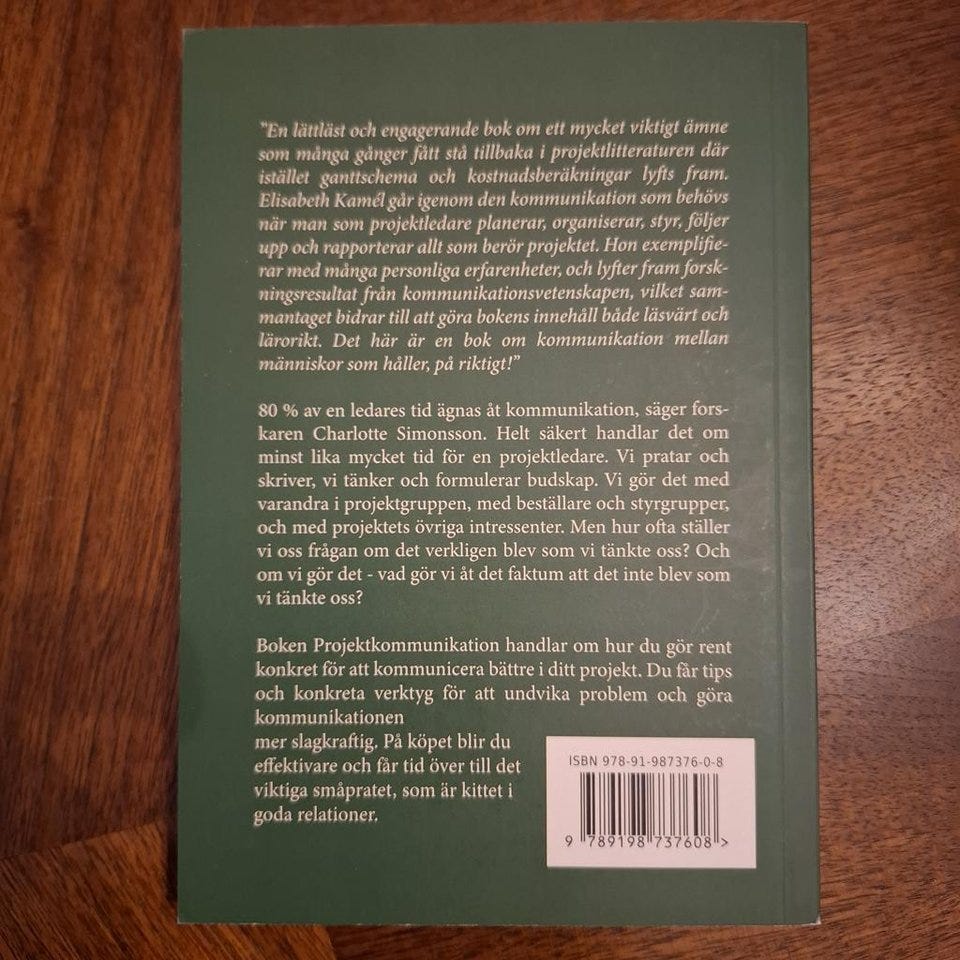 "En lättläst och engagerande bok om ett mycket viktigt ämne
som många gånger fått stå tillbaka i projektlitteraturen där
istället ganttschema och kostnadsberäkningar lyfts fram.
Elisabeth Kamél går igenom den kommunikation som behövs
när man som projektledare planerar, organiserar, styr, följer
upp och rapporterar allt som berör projektet. Hon exemplifie-
rar med många personliga erfarenheter, och lyfter fram forsk-
ningsresultat från kommunikationsvetenskapen, vilket sam-
mantaget bidrar till att göra bokens innehåll både läsvärt och
lärorikt. Det här är en bok om kommunikation mellan
människor som håller, på riktigt!"
80 % av en ledares tid ägnas åt kommunikation, säger fors-
karen Charlotte Simonsson. Helt säkert handlar det om
minst lika mycket tid för en projektledare. Vi pratar och
skriver, vi tänker och formulerar budskap. Vi gör det med
varandra i projektgruppen, med beställare och styrgrupper,
och med projektets övriga intressenter. Men hur ofta ställer
vi oss frågan om det verkligen blev som vi tänkte oss? Och
om vi gör det - vad gör vi åt det faktum att det inte blev som
vi tänkte oss?
Boken Projektkommunikation handlar om hur du gör rent
konkret för att kommunicera bättre i ditt projekt. Du får tips
och konkreta verktyg för att undvika problem och göra
kommunikationen
mer slagkraftig. På köpet blir du
effektivare och får tid över till det
viktiga småpratet, som är kittet i
goda relationer.
ISBN 978-91-987376-0-8
9 789198 737608 >